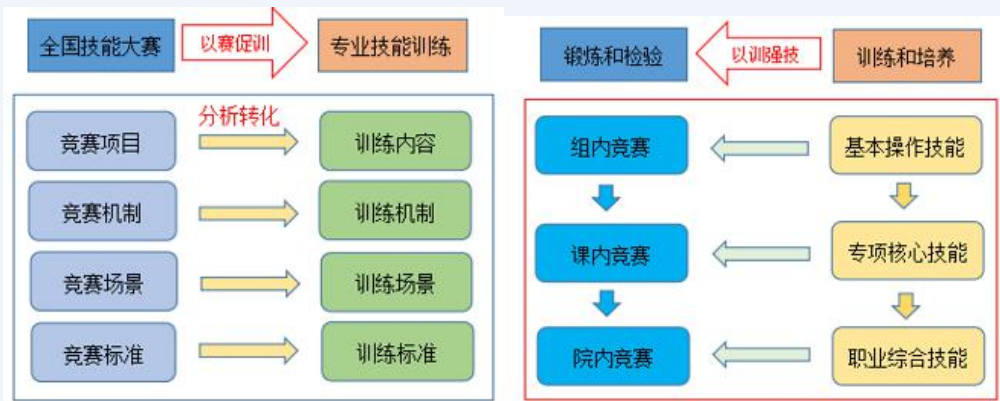 全国技能大赛
以赛促训
专业技能训练
分析转化
竞赛项目
训练内容
竞赛机制
训练机制
竞赛场景
训练场景
竞赛标准
训练标准
锻炼和检验
以训强技
训练和培养
组内竞赛
基本操作技能
课内竞赛
专项核心技能
院内竞赛
职业综合技能